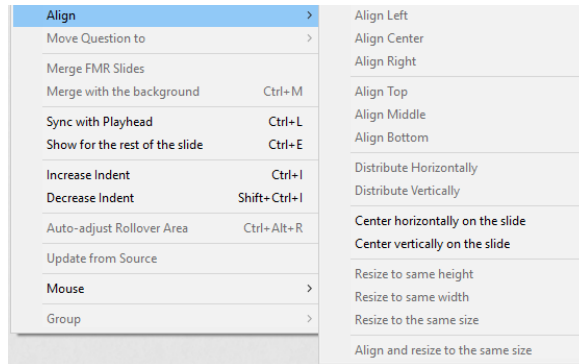 Align
Move Question to
Merge FMR Slides
Merge with the background Ctrl+M
Sync with Playhead Ctrl+L
Show for the rest of the slide Ctrl+E
Increase Indent Ctrl+I
Decrease Indent Shift+Ctrl+I
Auto-adjust Rollover Area Ctrl+Alt+R
Update from Source
Mouse
Group
Align Left
Align Center
Align Right
Align Top
Align Middle
Align Bottom
Distribute Horizontally
Distribute Vertically
Center horizontally on the slide
Center vertically on the slide
Resize to same height
Resize to same width
Resize to the same size
Align and resize to the same size